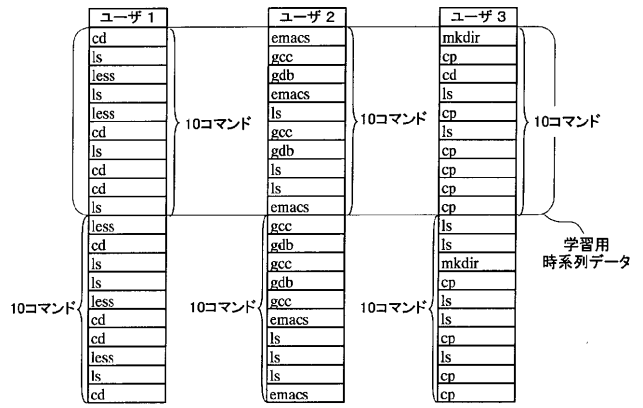 ユーザ 1 ユーザ 2 ユーザ 3
cd emacs mkdir
ls gcc cp
less gdb cd
ls emacs ls
less ls cp
cd gcc ls
ls gdb cp
cd ls cp
cd ls cp
ls emacs cp
10コマンド 10コマンド 10コマンド
less gcc ls
cd gdb ls
ls gcc mkdir
ls gdb cp
less gcc ls
cd emacs ls
cd ls cp
less ls ls
ls ls cp
cd emacs cp
10コマンド 10コマンド 10コマンド
学習用
時系列データ